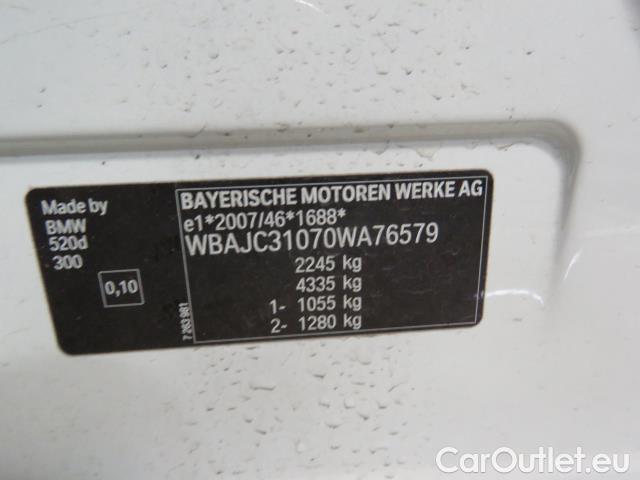 Made by
BMW
520d
300
0,10
7 263 981
BAYERISCHE MOTOREN WERKE AG
e1*2007/46*1688*
WBAJC31070WA76579
2245 kg
4335 kg
1- 1055 kg
2- 1280 kg
CarOutlet.eu